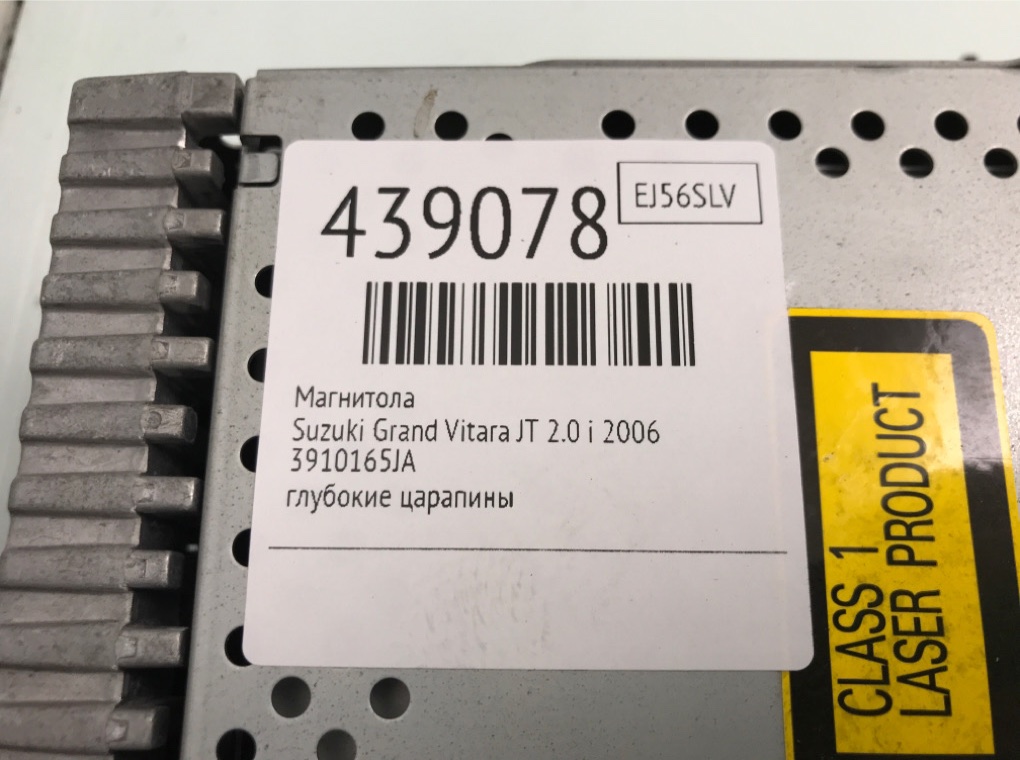 439078
EJ56SLV
Магнитола
Suzuki Grand Vitara JT 2.0 i 2006
3910165JA
глубокие царапины
CLASS 1
LASER PRODUCT